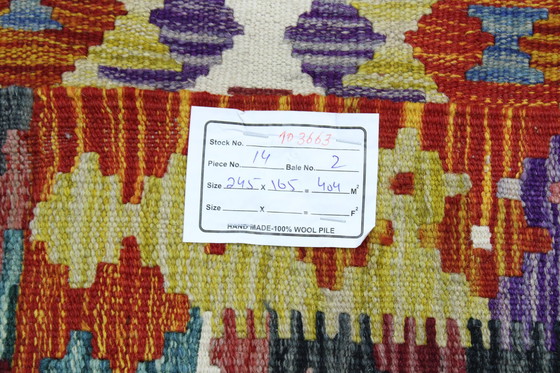 Stock No. 903663
Piece No. 14 Bale No. 2
Size 245 x 165 = 404 M²
Size x = F²
HAND MADE-100% WOOL PILE